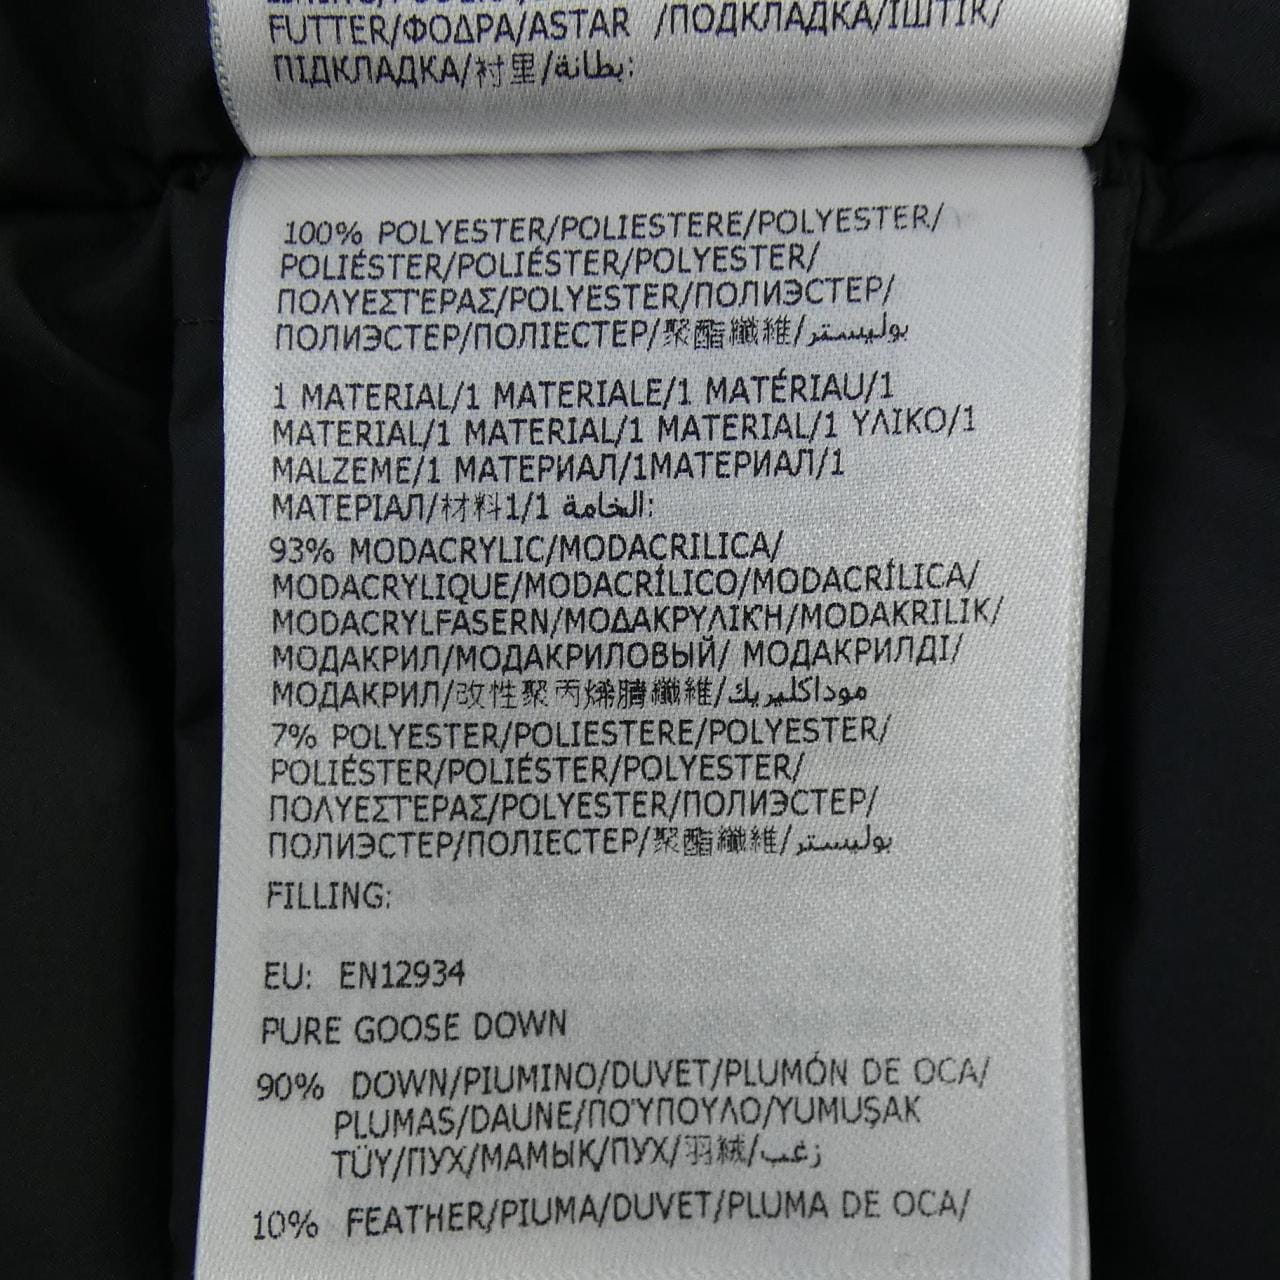 FUTTER/ΦΟΔΡΑ/ASTAR /ПОДКЛАДКА/ІШТІК/
ПІДКЛАДКА/衬里/بطانة:
100% POLYESTER/POLIESTERE/POLYESTER/
POLIÉSTER/POLIÉSTER/POLYESTER/
ΠΟΛΥΕΣΤΈΡΑΣ/POLYESTER/ПОЛИЭСТЕР/
ПОЛИЭСТЕР/ПОЛІЕСТЕР/聚酯纖維/بوليستر
1 MATERIAL/1 MATERIALE/1 MATÉRIAU/1
MATERIAL/1 MATERIAL/1 MATERIAL/1 ΥΛΙΚΟ/1
MALZEME/1 МАТЕРИАЛ/1МАТЕРИАЛ/1
МАТЕРІАЛ/材料1/1 الخامة:
93% MODACRYLIC/MODACRILICA/
MODACRYLIQUE/MODACRÍLICO/MODACRÍLICA/
MODACRYLFASERN/ΜΟΔΑΚΡΥΛΙΚΉ/MODAKRILIK/
МОДАКРИЛ/МОДАКРИЛОВЫЙ/ МОДАКРИЛДІ/
МОДАКРИЛ/改性聚丙烯腈纖維/موداكليريك
7% POLYESTER/POLIESTERE/POLYESTER/
POLIÉSTER/POLIÉSTER/POLYESTER/
ΠΟΛΥΕΣΤΈΡΑΣ/POLYESTER/ПОЛИЭСТЕР/
ПОЛИЭСТЕР/ПОЛІЕСТЕР/聚酯纖維/بوليستر
FILLING:
EU: EN12934
PURE GOOSE DOWN
90% DOWN/PIUMINO/DUVET/PLUMÓN DE OCA/
PLUMAS/DAUNE/ΠΟΎΠΟΥΛΟ/YUMUŞAK
TÜY/ПУХ/МАМЫҚ/ПУХ/羽絨/زغب
10% FEATHER/PIUMA/DUVET/PLUMA DE OCA/